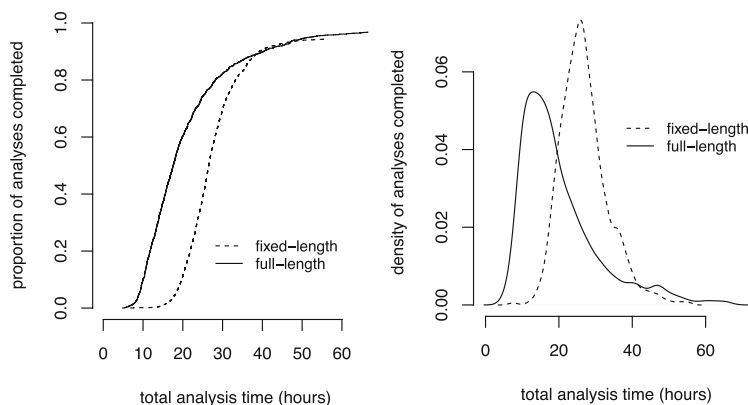 proportion of analyses completed
1.0
0.8
0.6
0.4
0.2
0.0
fixed−length
full−length
0 10 20 30 40 50 60
total analysis time (hours)
density of analyses completed
0.06
0.04
0.02
0.00
fixed−length
full−length
0 20 40 60
total analysis time (hours)